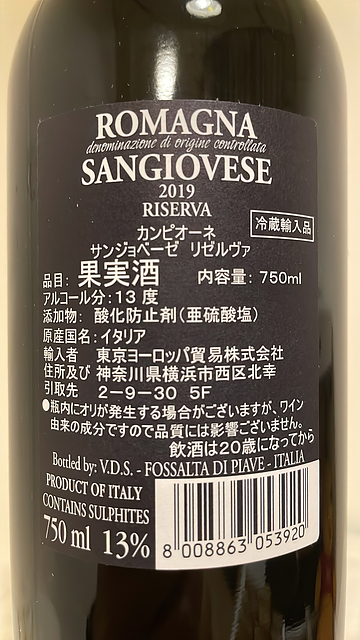 ROMAGNA
denominazione di origine controllata
SANGIOVESE
2019
RISERVA
冷蔵輸入品
カンピオーネ
サンジョベーゼ リゼルヴァ
品目: 果実酒 内容量: 750ml
アルコール分:13度
添加物: 酸化防止剤(亜硫酸塩)
原産国名:イタリア
輸入者 東京ヨーロッパ貿易株式会社
住所及び 神奈川県横浜市西区北幸
引取先 2-9-30 5F
●瓶内にオリが発生する場合がございますが、ワイン
由来の成分ですので品質には影響ございません。
飲酒は20歳になってから
Bottled by: V.D.S. - FOSSALTA DI PIAVE - ITALIA
PRODUCT OF ITALY
CONTAINS SULPHITES
750 ml 13%
8 008863 053920